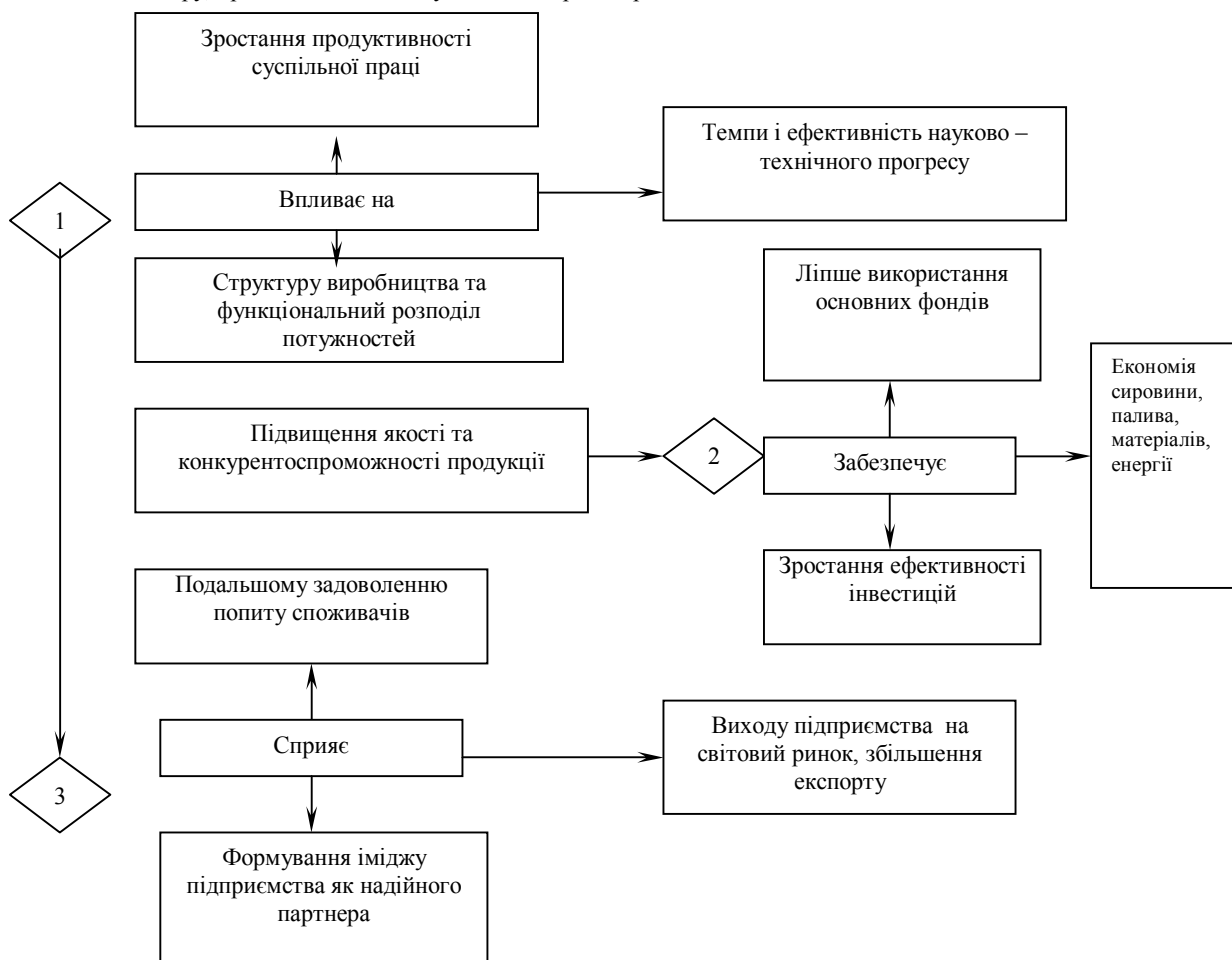 Зростання продуктивності
суспільної праці
Темпи і ефективність науково –
технічного прогресу
1
Впливає на
Структуру виробництва та
функціональний розподіл
потужностей
Ліпше використання
основних фондів
Економія
сировини,
палива,
матеріалів,
енергії
Підвищення якості та
конкурентоспроможності продукції
2
Забезпечує
Зростання ефективності
інвестицій
Подальшому задоволенню
попиту споживачів
Сприяє
Виходу підприємства на
світовий ринок, збільшення
експорту
3
Формування іміджу
підприємства як надійного
партнера